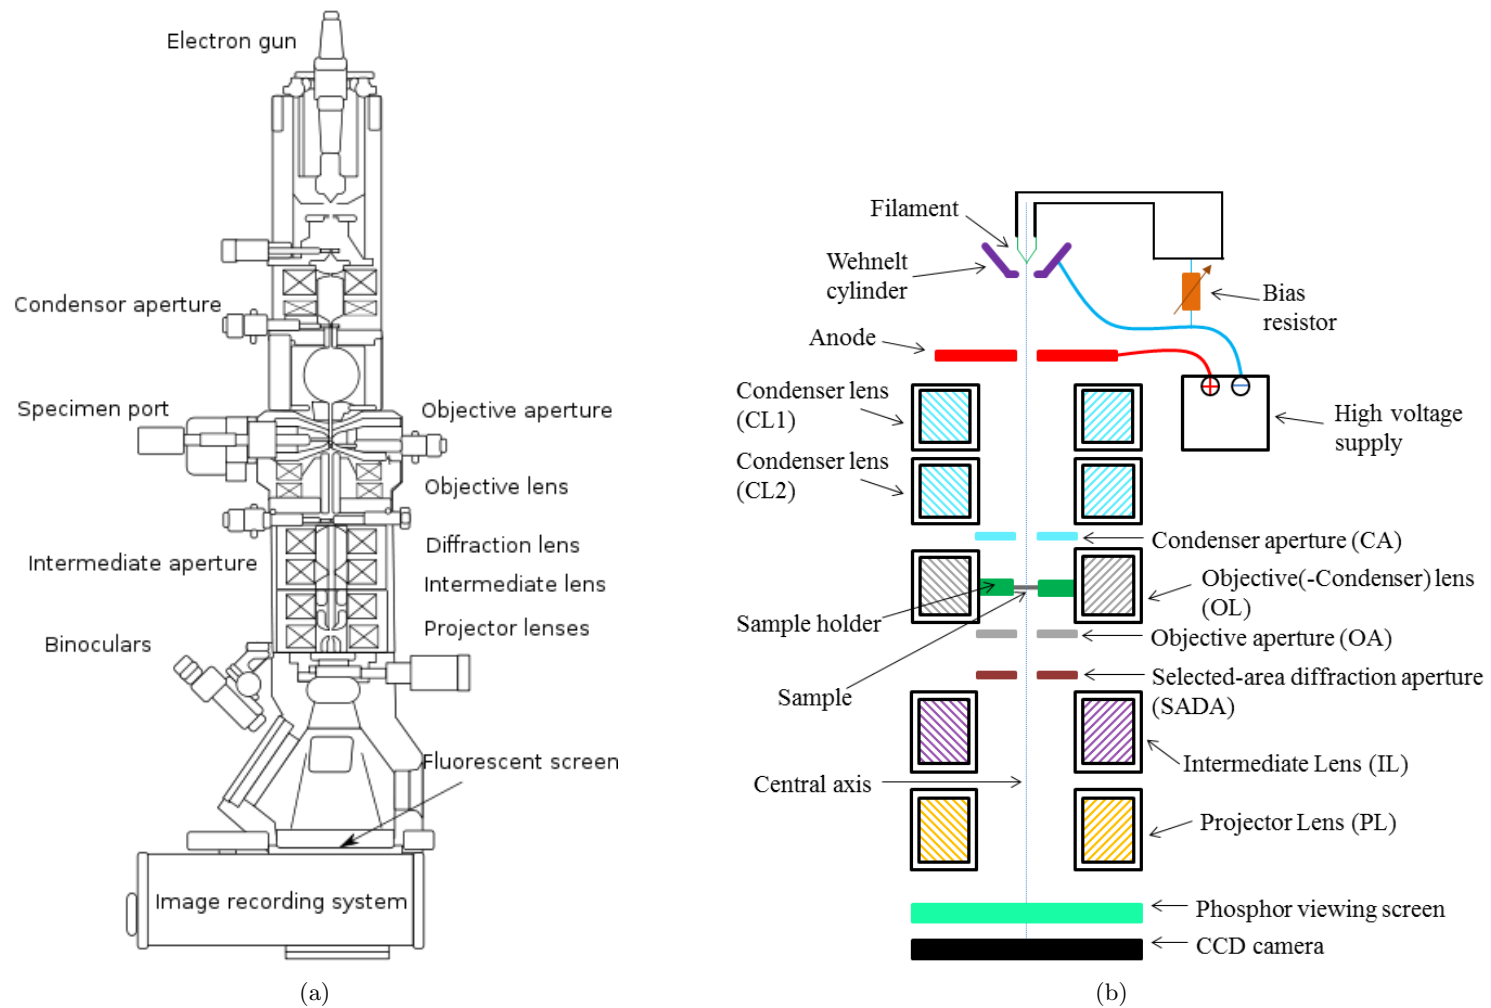 Electron gun
Condensor aperture
Specimen port
Objective aperture
Objective lens
Diffraction lens
Intermediate aperture
Intermediate lens
Projector lenses
Binoculars
Fluorescent screen
Image recording system
(a)
Filament
Wehnelt
cylinder
Bias
resistor
Anode
+
−
High voltage
supply
Condenser lens
(CL1)
Condenser lens
(CL2)
Condenser aperture (CA)
Objective(-Condenser) lens
(OL)
Sample holder
Objective aperture (OA)
Sample
Selected-area diffraction aperture
(SADA)
Intermediate Lens (IL)
Central axis
Projector Lens (PL)
Phosphor viewing screen
CCD camera
(b)